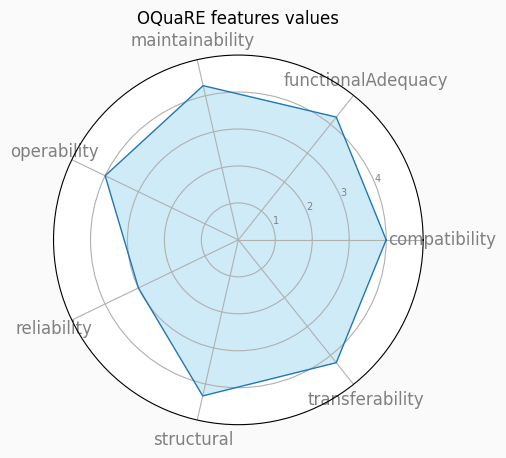 OQuaRE features values
maintainability
functionalAdequacy
operability
4
3
2
1
compatibility
reliability
transferability
structural